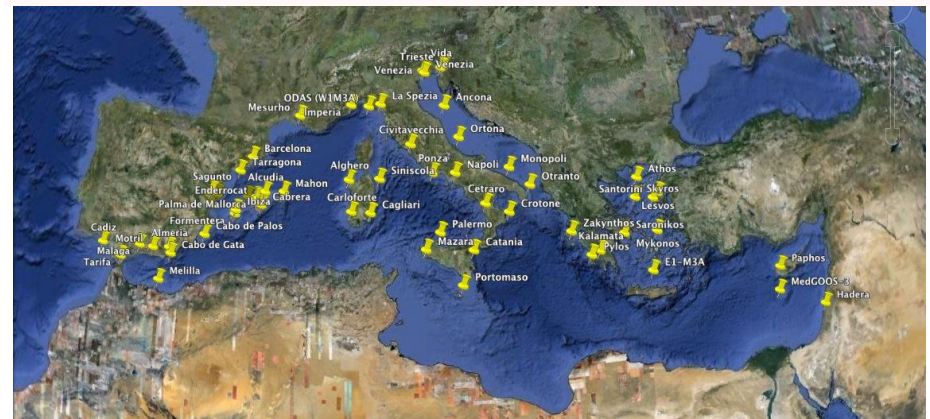 Trieste
Vida
Venezia
Venezia
ODAS (W1M3A)
La Spezia
Ancona
Mesurho
Imperia
Civitavecchia
Ortona
Barcelona
Tarragona
Alghero
Ponza
Napoli
Monopoli
Athos
Sagunto
Alcudia
Siniscola
Otranto
Enderrocat
Mahon
Cetraro
Santorini
Skyros
Palma de Mallorca
Ibiza
Cabrera
Carloforte
Cagliari
Crotone
Lesvos
Formentera
Cabo de Palos
Palermo
Zakynthos
Saronikos
Cadiz
Motril
Almeria
Kalamata
Malaga
Cabo de Gata
Mazara
Catania
Pylos
Mykonos
Tarifa
Melilla
Portomaso
E1-M3A
Paphos
MedGOOS-3
Hadera